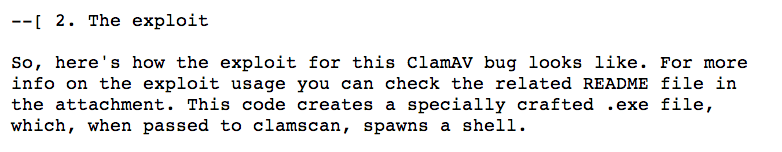 --[ 2. The exploit
So, here's how the exploit for this ClamAV bug looks like. For more
info on the exploit usage you can check the related README file in
the attachment. This code creates a specially crafted .exe file,
which, when passed to clamscan, spawns a shell.